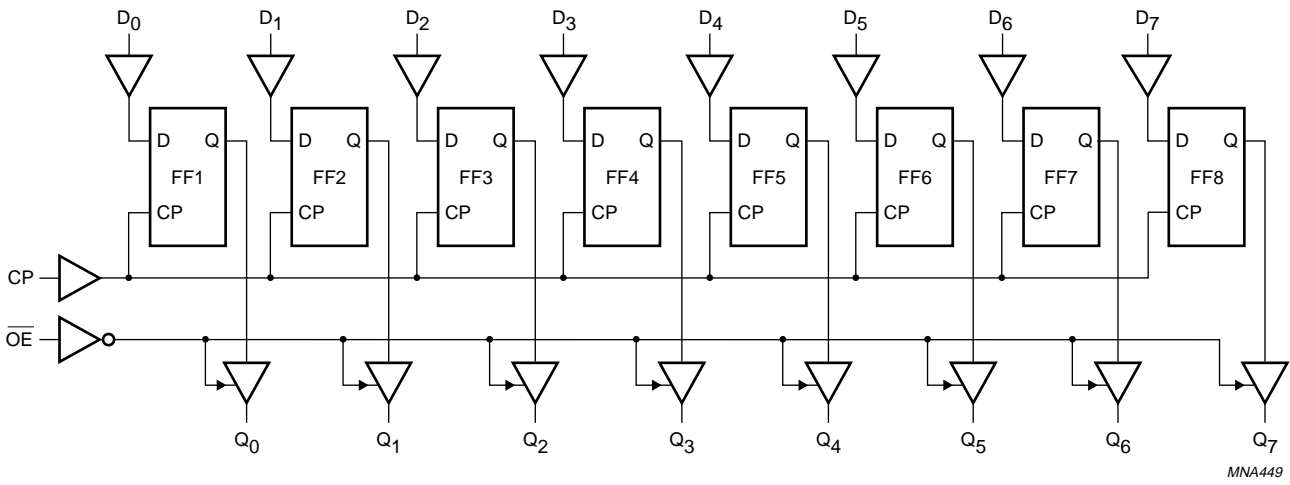 D0 D1 D2 D3 D4 D5 D6 D7
D Q D Q D Q D Q D Q D Q D Q D Q
FF1 FF2 FF3 FF4 FF5 FF6 FF7 FF8
CP CP CP CP CP CP CP CP
CP
O̅E̅
Q0 Q1 Q2 Q3 Q4 Q5 Q6 Q7
MNA449